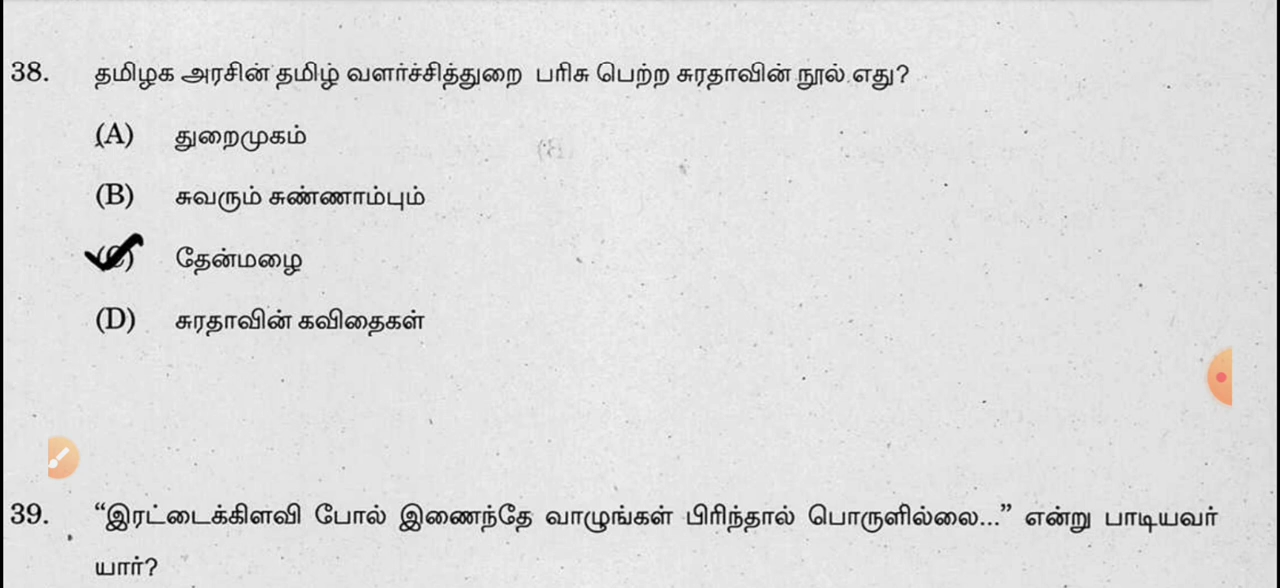 38. தமிழக அரசின் தமிழ் வளர்ச்சித்துறை பரிசு பெற்ற சுரதாவின் நூல் எது?
(A) துறைமுகம்
(B) சுவரும் சுண்ணாம்பும்
(C) தேன்மழை
(D) சுரதாவின் கவிதைகள்
39. “இரட்டைக்கிளவி போல் இணைந்தே வாழுங்கள் பிரிந்தால் பொருளில்லை...” என்று பாடியவர்
யார்?